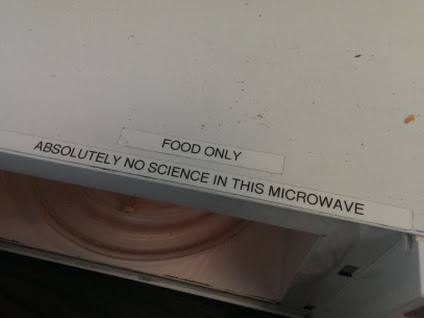 FOOD ONLY
ABSOLUTELY NO SCIENCE IN THIS MICROWAVE